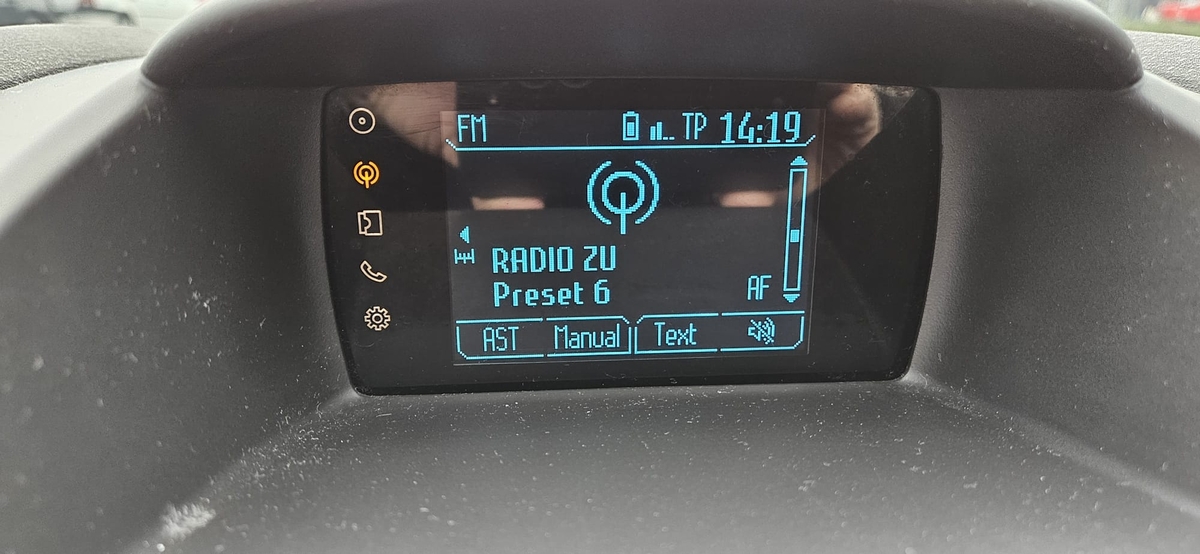 FM TP 14:19
RADIO ZU
Preset 6
AF
AST Manual Text